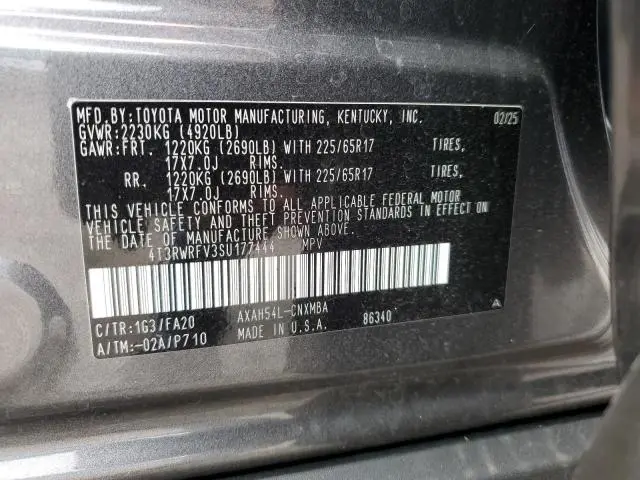 MFD.BY:TOYOTA MOTOR MANUFACTURING, KENTUCKY, INC. 02/25
GVWR:2230KG (4920LB)
GAWR:FRT. 1220KG (2690LB) WITH 225/65R17 TIRES,
17X7.0J RIMS.
RR. 1220KG (2690LB) WITH 225/65R17 TIRES,
17X7.0J RIMS.
THIS VEHICLE CONFORMS TO ALL APPLICABLE FEDERAL MOTOR
VEHICLE SAFETY AND THEFT PREVENTION STANDARDS IN EFFECT ON
THE DATE OF MANUFACTURE SHOWN ABOVE.
4T3RWRFV3SU177444 MPV
C/TR:1G3/FA20 AXAH54L-CNXMBA A
A/TM:-02A/P710 MADE IN U.S.A. 86340